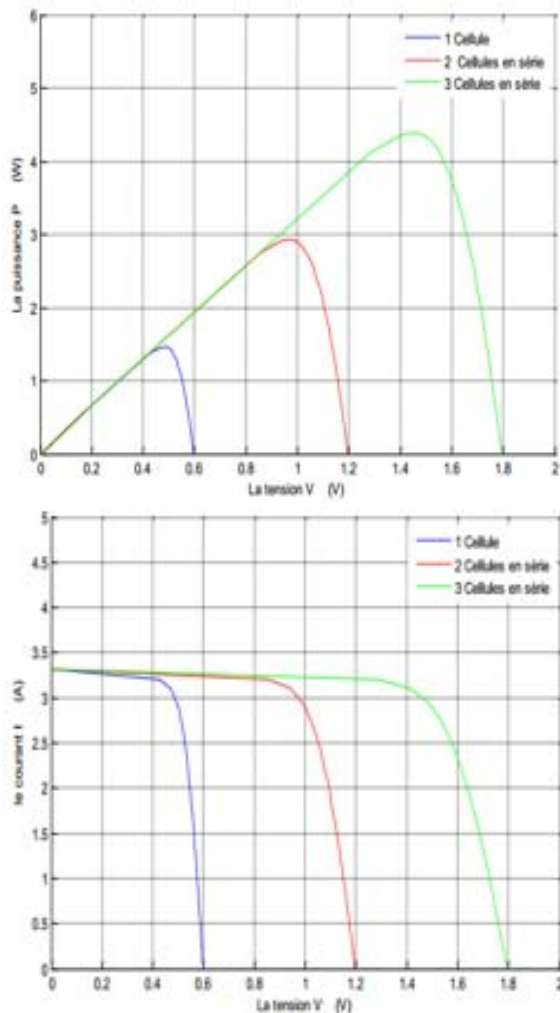 6
5
4
3
2
1
0
La puissance P (W)
1 Cellule
2 Cellules en série
3 Cellules en série
0 0.2 0.4 0.6 0.8 1 1.2 1.4 1.6 1.8 2
La tension V (V)
5
4.5
4
3.5
3
2.5
2
1.5
1
0.5
0
le courant I (A)
1 Cellule
2 Cellules en série
3 Cellules en série
0 0.2 0.4 0.6 0.8 1 1.2 1.4 1.6 1.8 2
La tension V (V)